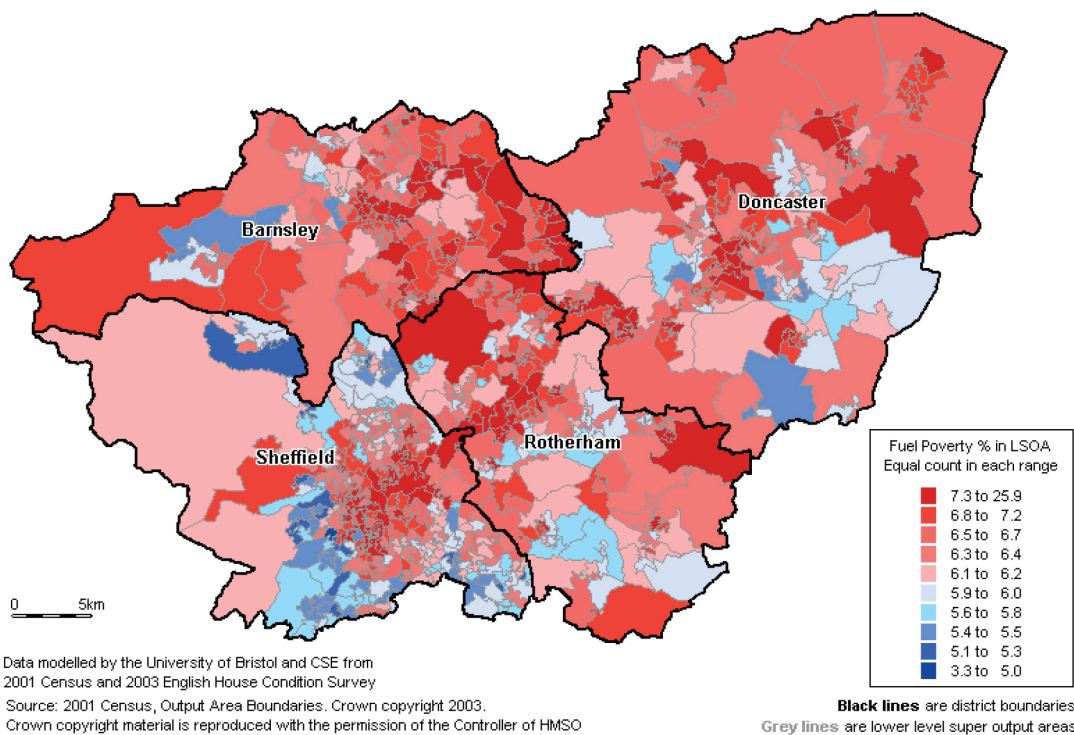 Barnsley
Doncaster
Sheffield
Rotherham
Fuel Poverty % in LSOA
Equal count in each range
7.3 to 25.9
6.8 to 7.2
6.5 to 6.7
6.3 to 6.4
6.1 to 6.2
5.9 to 6.0
5.6 to 5.8
5.4 to 5.5
5.1 to 5.3
3.3 to 5.0
0 5km
Data modelled by the University of Bristol and CSE from
2001 Census and 2003 English House Condition Survey
Source: 2001 Census, Output Area Boundaries. Crown copyright 2003.
Crown copyright material is reproduced with the permission of the Controller of HMSO
Black lines are district boundaries
Grey lines are lower level super output areas